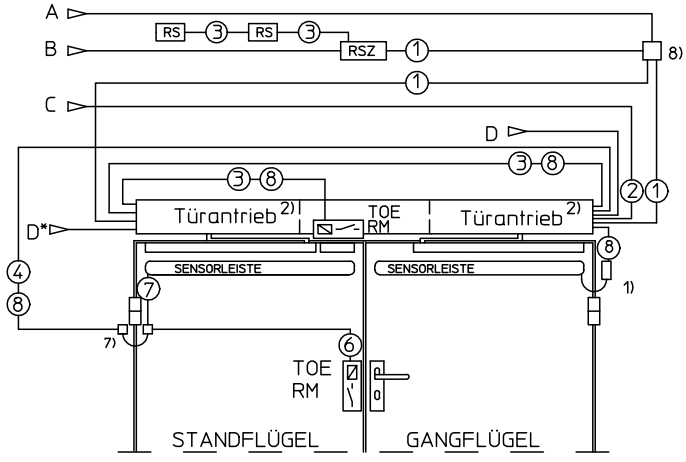 A
RS 3 RS 3
B RSZ 1 8)
1
C
D
3 8
3 8 2 1
Türantrieb 2) TOE RM Türantrieb 2)
D*
8
4 SENSORLEISTE SENSORLEISTE
8 7 1)
7)
6
TOE
RM
STANDFLÜGEL GANGFLÜGEL